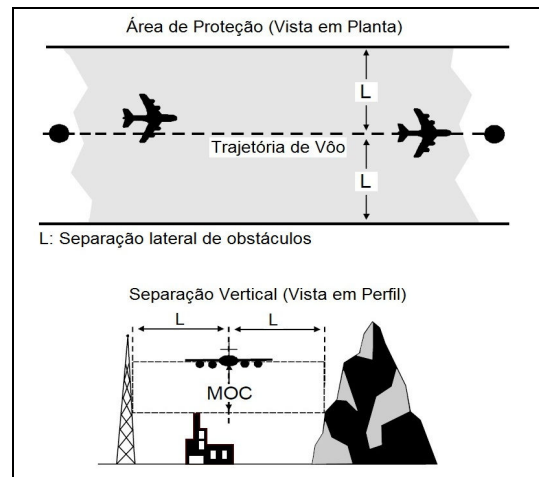 Área de Proteção (Vista em Planta)
L
Trajetória de Vôo
L
L: Separação lateral de obstáculos
Separação Vertical (Vista em Perfil)
L L
MOC